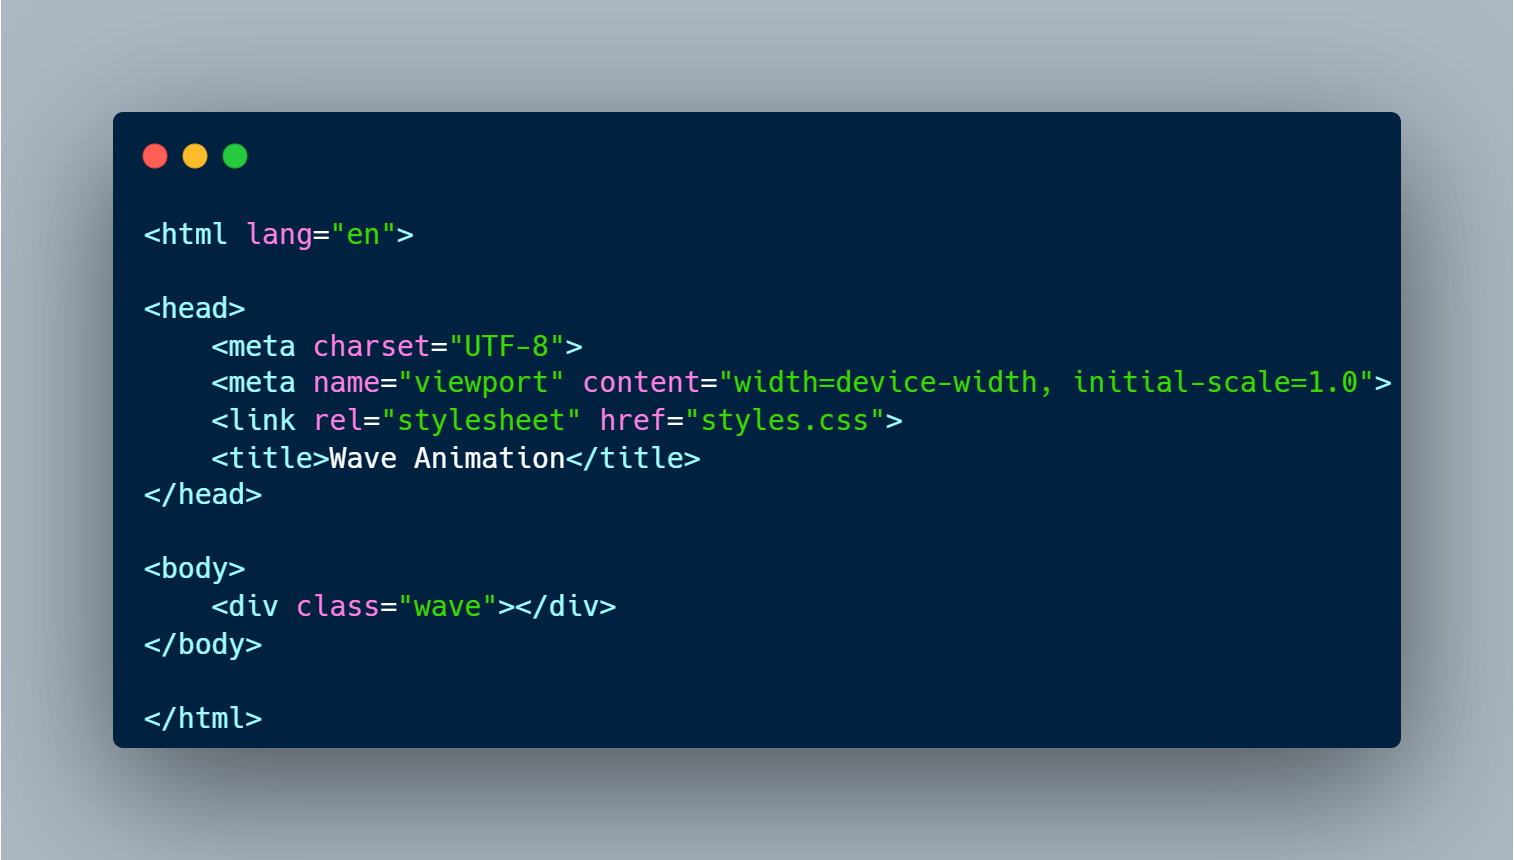 <html lang="en">
<head>
    <meta charset="UTF-8">
    <meta name="viewport" content="width=device-width, initial-scale=1.0">
    <link rel="stylesheet" href="styles.css">
    <title>Wave Animation</title>
</head>
<body>
    <div class="wave"></div>
</body>
</html>